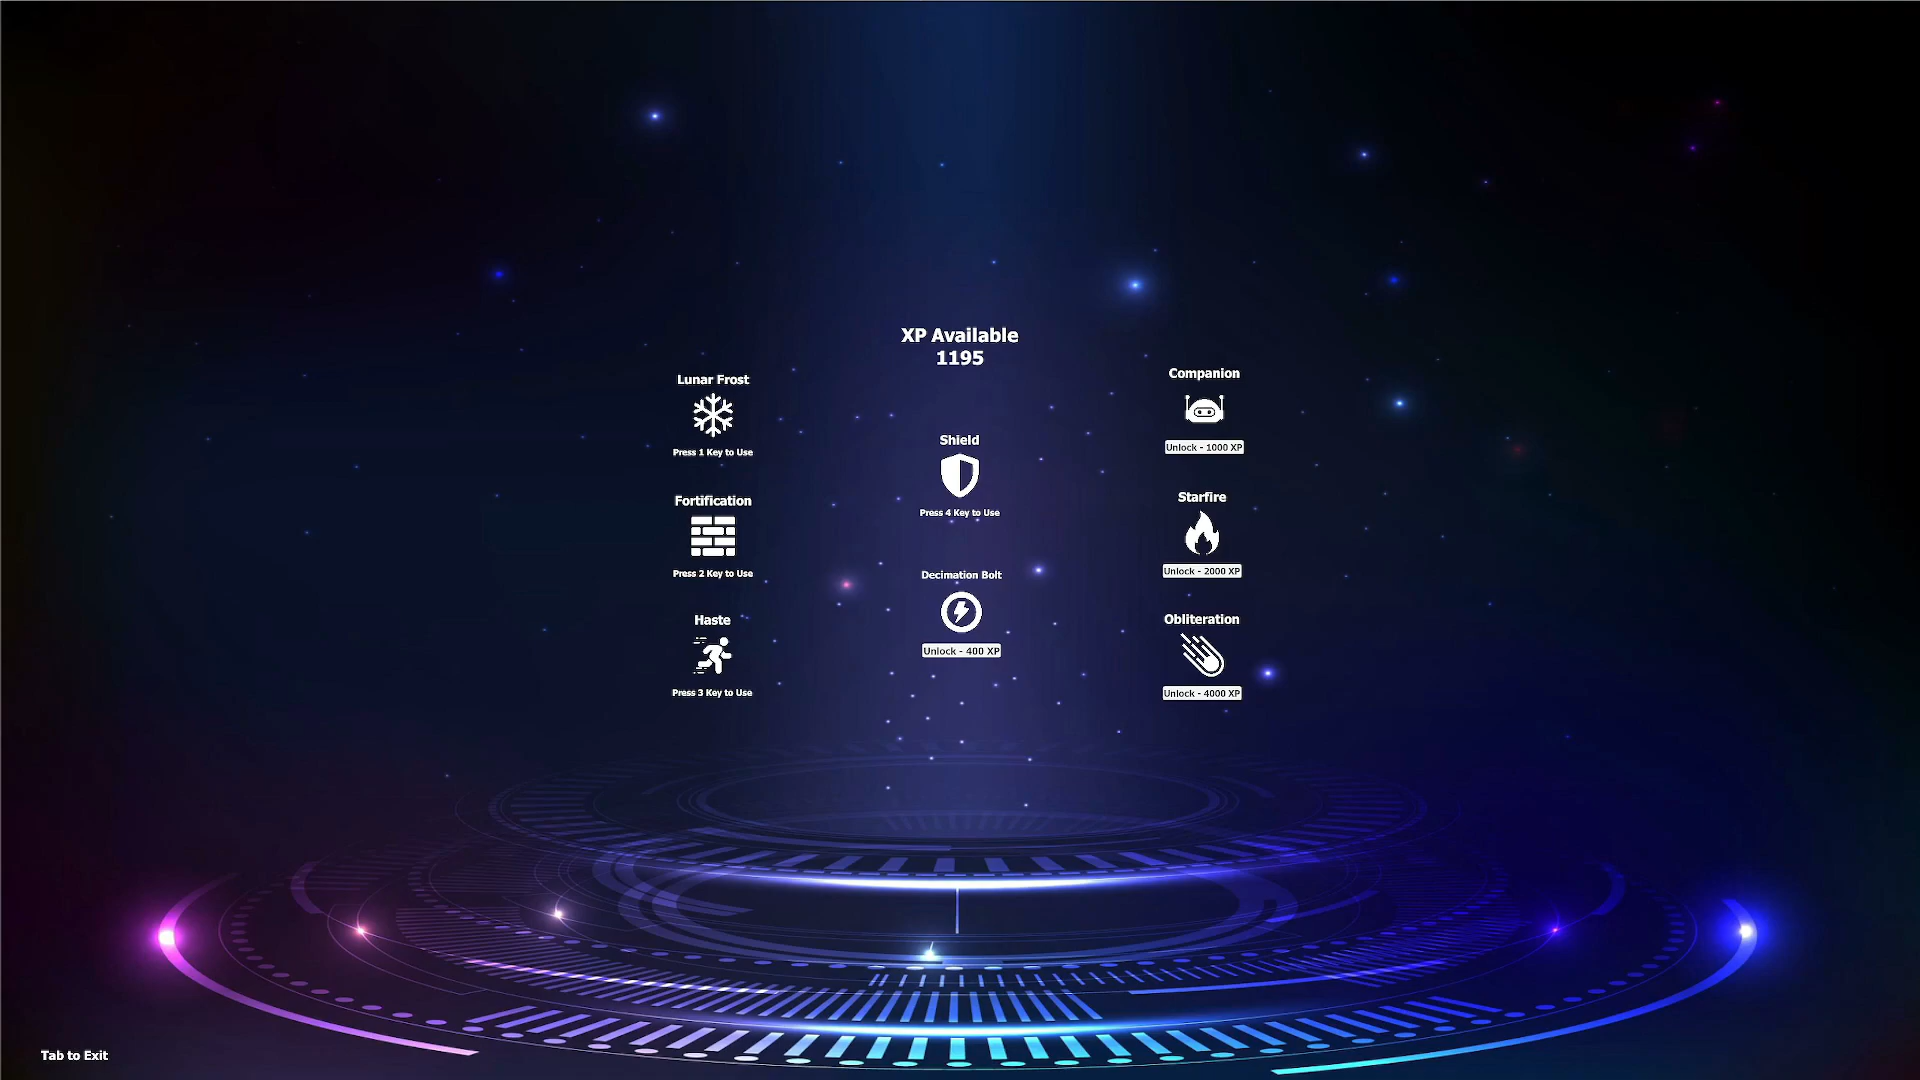 XP Available
1195
Lunar Frost
Press 1 Key to Use
Fortification
Press 2 Key to Use
Haste
Press 3 Key to Use
Shield
Press 4 Key to Use
Decimation Bolt
Unlock - 400 XP
Companion
Unlock - 1000 XP
Starfire
Unlock - 2000 XP
Obliteration
Unlock - 4000 XP
Tab to Exit